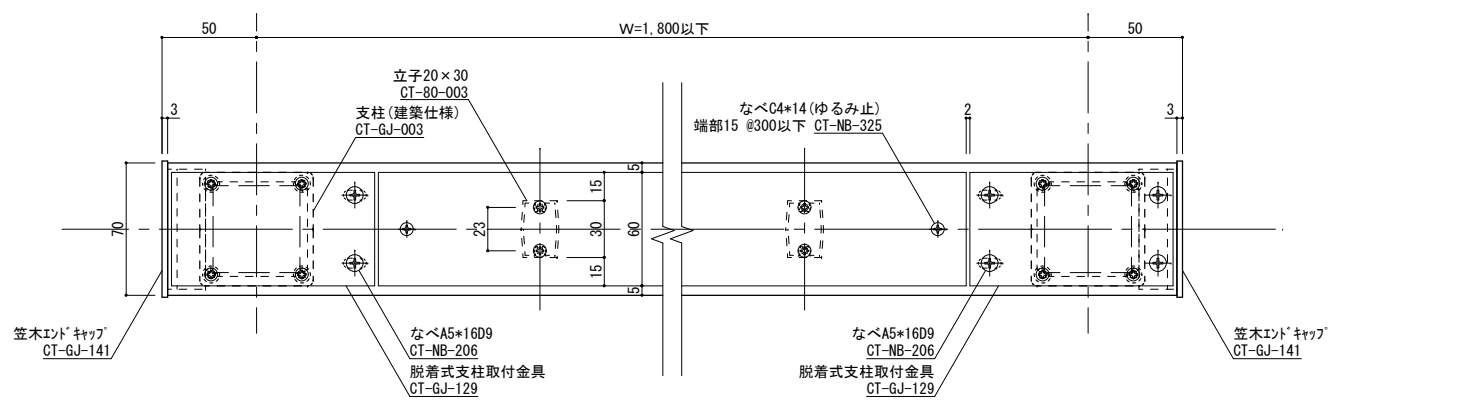 50
W=1,800以下
50
立子20×30
CT-80-003
支柱(建築仕様)
CT-GJ-003
なべC4*14(ゆるみ止)
端部15 @300以下 CT-NB-325
3
2
3
5
15
70
23
30
60
15
5
笠木ｴﾝﾄﾞｷｬｯﾌﾟ
CT-GJ-141
なべA5*16D9
CT-NB-206
脱着式支柱取付金具
CT-GJ-129
なべA5*16D9
CT-NB-206
脱着式支柱取付金具
CT-GJ-129
笠木ｴﾝﾄﾞｷｬｯﾌﾟ
CT-GJ-141